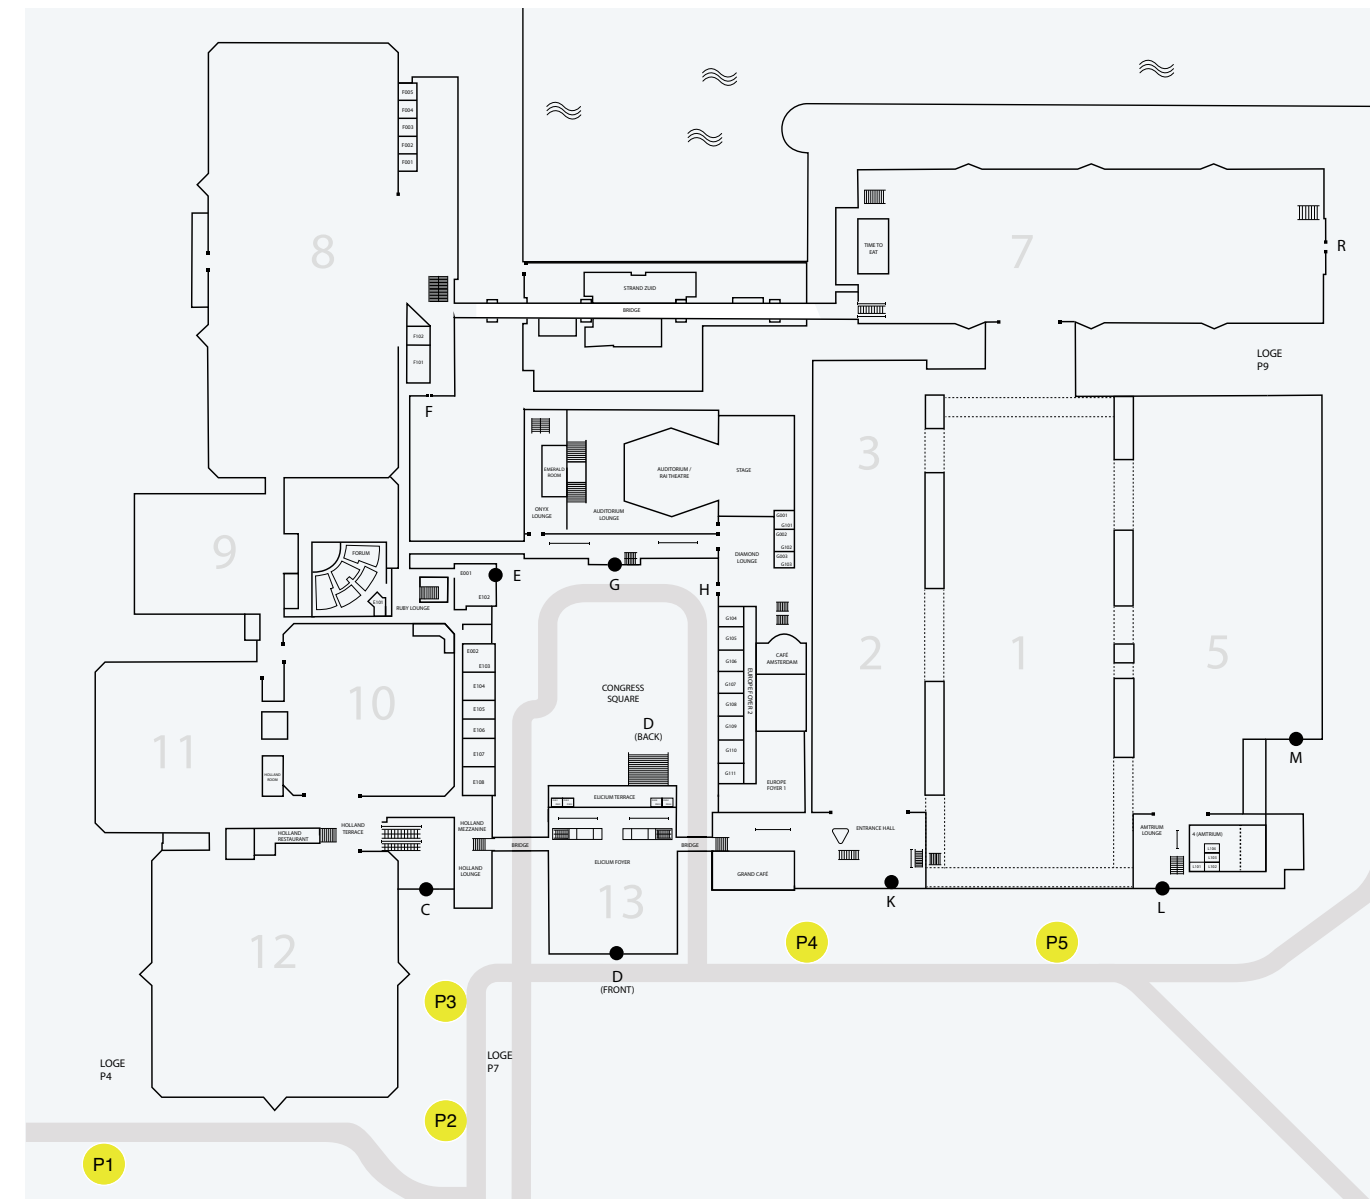 F005
F004
F003
F002
F001
8
TIME TO
EAT
7
R
STRAND ZUID
BRIDGE
F102
F101
LOGE
P9
F
3
EMERALD
ROOM
AUDITORIUM /
RAI THEATRE
STAGE
ONYX
LOUNGE
AUDITORIUM
LOUNGE
G001
G101
G002
G102
G003
G103
9
FORUM
DIAMOND
LOUNGE
E001
E
G
H
E101
E102
RUBY LOUNGE
G104
G105
E002
E103
G106
CAFÉ
AMSTERDAM
2
1
5
E104
CONGRESS
SQUARE
G107
EUROPE FOYER 2
10
E105
G108
D
(BACK)
E106
G109
11
E107
G110
M
HOLLAND
ROOM
E108
G111
EUROPE
FOYER 1
ELICIUM TERRACE
HOLLAND
RESTAURANT
HOLLAND
TERRACE
HOLLAND
MEZZANINE
ENTRANCE HALL
AMTRIUM
LOUNGE
4 (AMTRIUM)
BRIDGE
BRIDGE
L101
L102
ELICIUM FOYER
HOLLAND
LOUNGE
GRAND CAFÉ
C
13
K
L
12
P4
P5
D
(FRONT)
P3
LOGE
P4
LOGE
P7
P2
P1